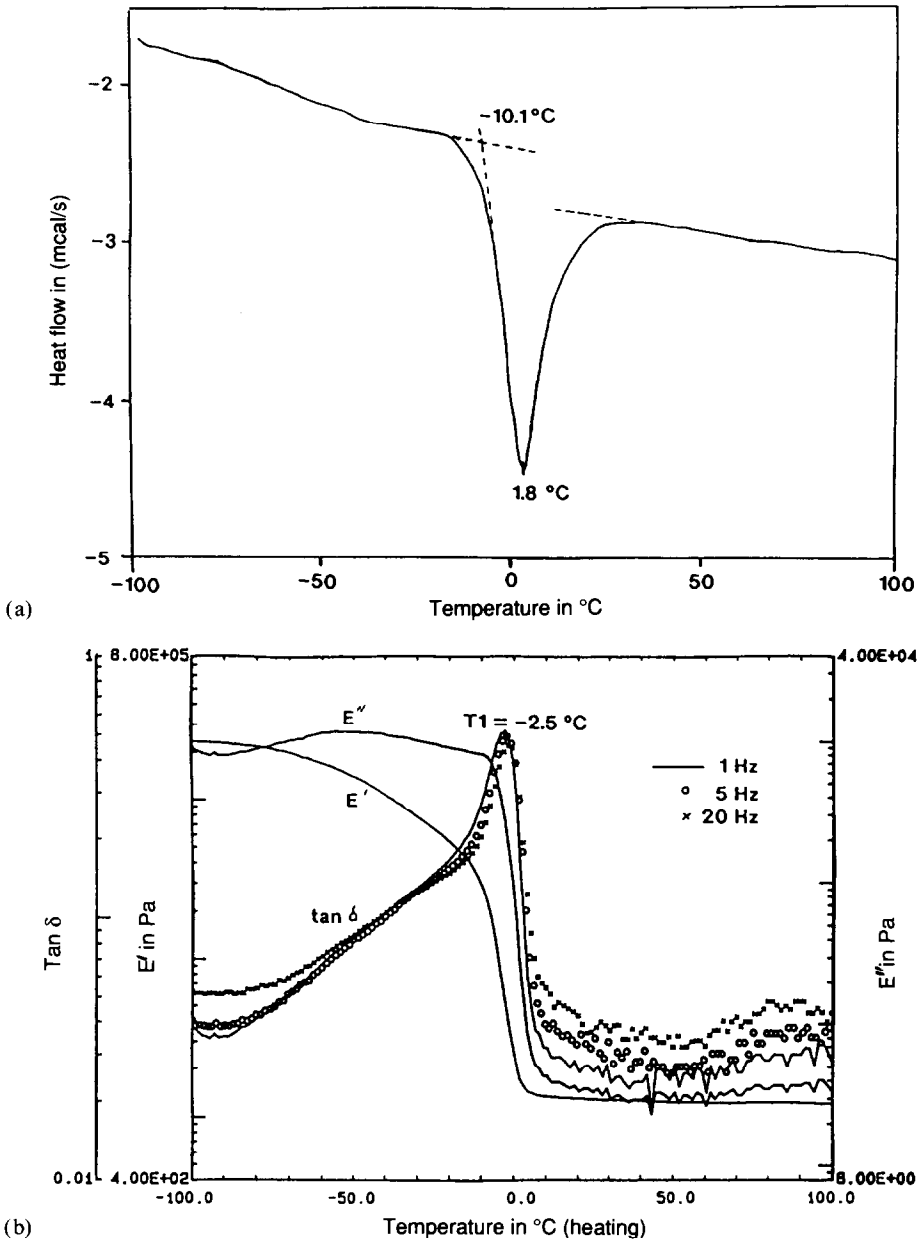 -2
-3
-4
-5
Heat flow in (mcal/s)
-10.1°C
1.8 °C
-100
-50
0
50
100
Temperature in °C
(a)
1
8.00E+05
4.00E+04
E″
T1 = -2.5 °C
E′
1 Hz
5 Hz
20 Hz
tan δ
Tan δ
E′ in Pa
E″in Pa
0.01
4.00E+02
8.00E+00
-100.0
-50.0
0.0
50.0
100.0
Temperature in °C (heating)
(b)